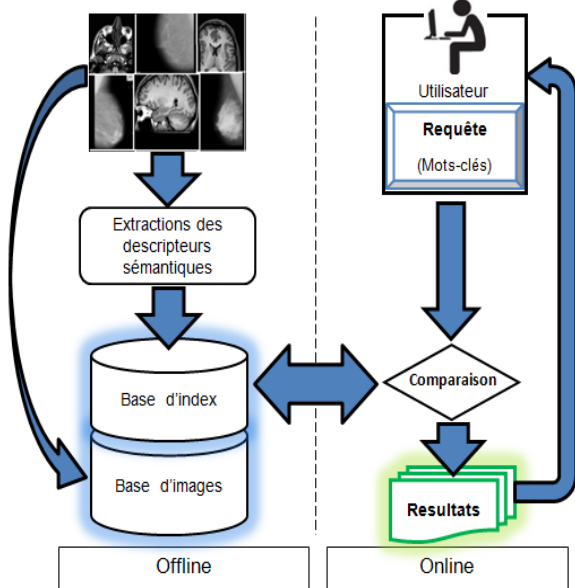 Utilisateur
Requête
(Mots-clés)
Extractions des
descripteurs
sémantiques
Comparaison
Base d'index
Base d'images
Resultats
Offline
Online